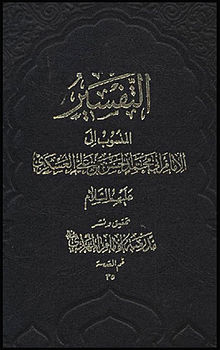 التفسير
المنسوب إلى
الإمام أبي محمد الحسن بن علي العسكري
عليهما السلام
تحقيق ونشر
مدرسة الإمام المهدي
قم المقدسة